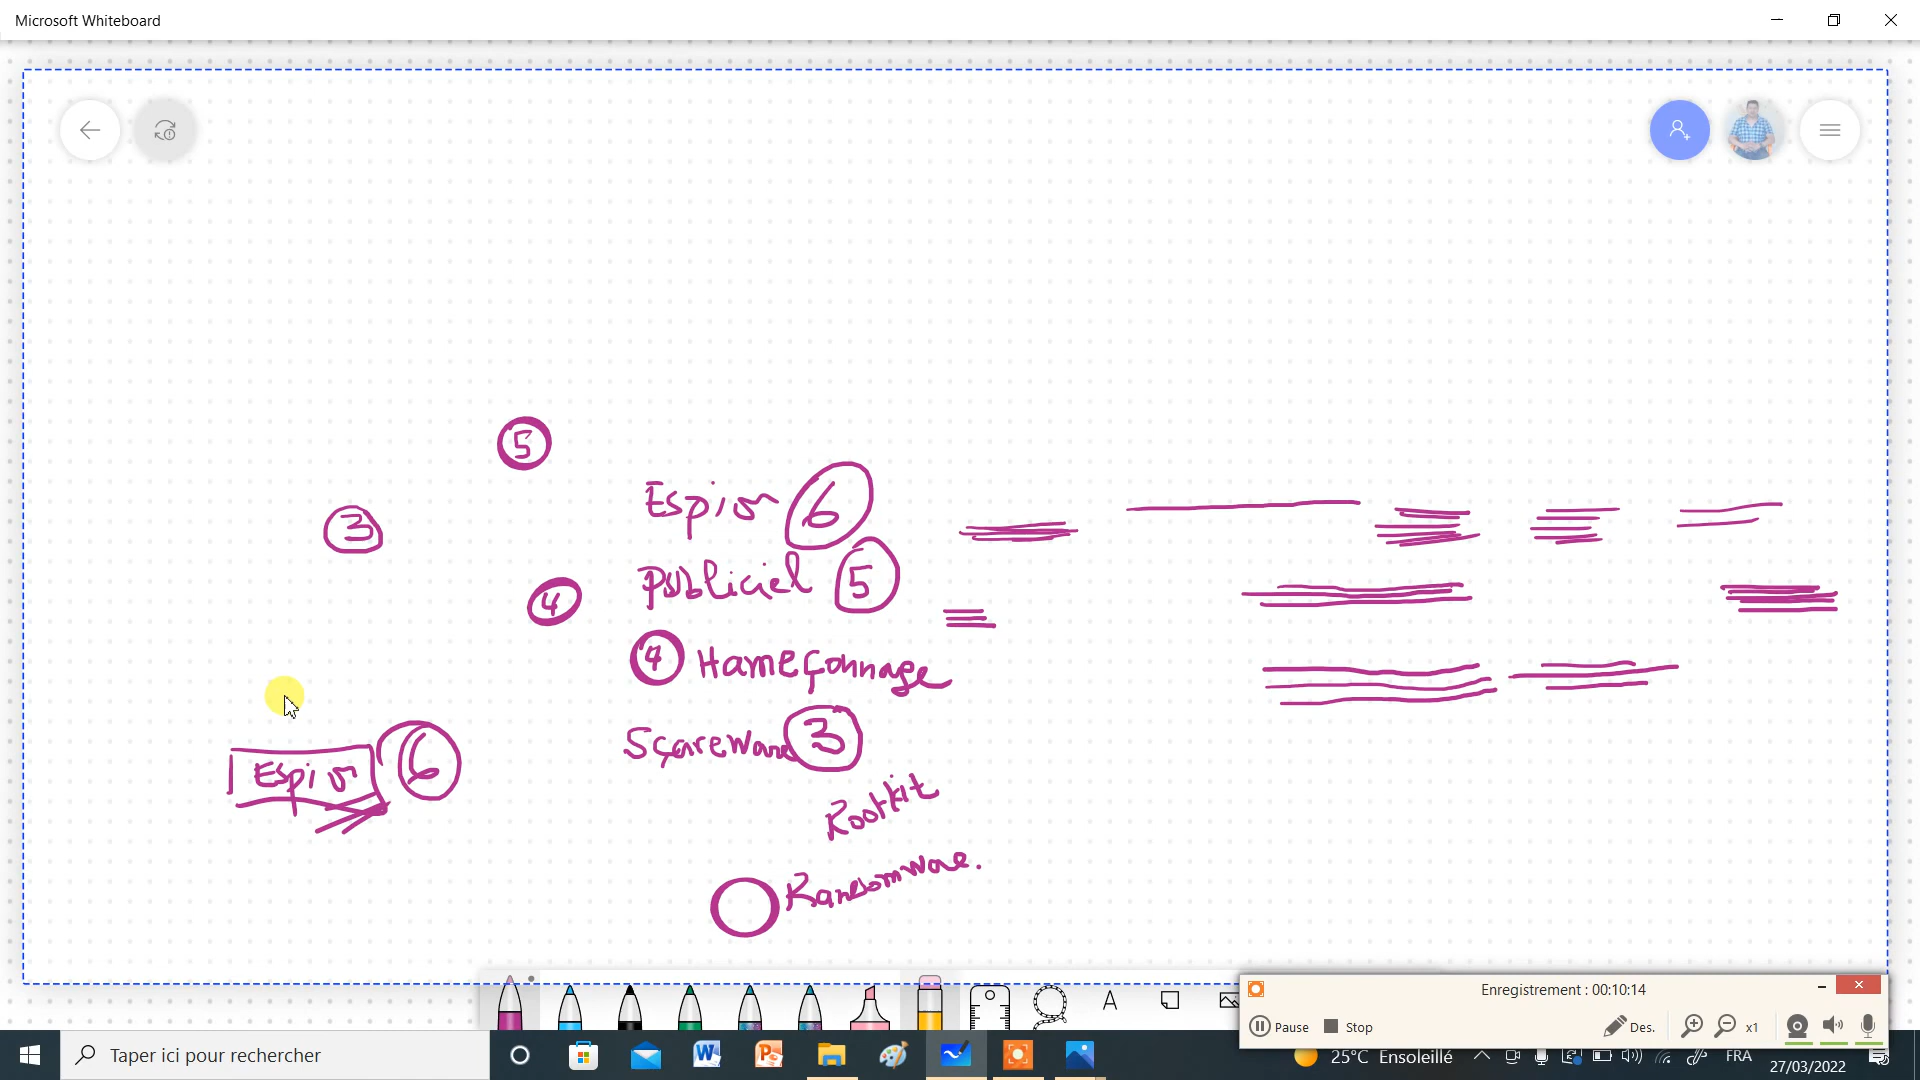 Microsoft Whiteboard
5
Espion 6
3
Publiciel 5
4
4 Hameçonnage
Scareware 3
Espion 6
Rootkit
Ransomware.
A
Enregistrement : 00:10:14
Pause Stop Des. x1
Taper ici pour rechercher
25°C Ensoleillé FRA 27/03/2022